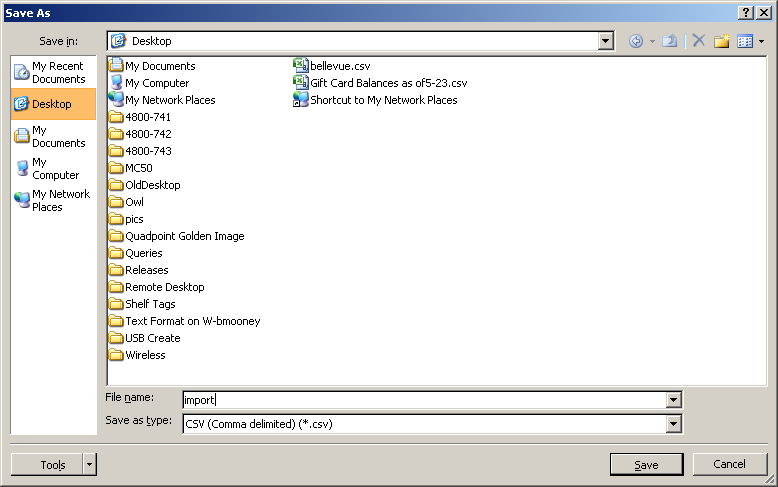 Save As
Save in: Desktop
My Recent Documents
Desktop
My Documents
My Computer
My Network Places
My Documents
My Computer
My Network Places
4800-741
4800-742
4800-743
MC50
OldDesktop
Owl
pics
Quadpoint Golden Image
Queries
Releases
Remote Desktop
Shelf Tags
Text Format on W-bmooney
USB Create
Wireless
bellevue.csv
Gift Card Balances as of5-23.csv
Shortcut to My Network Places
File name: import
Save as type: CSV (Comma delimited) (*.csv)
Tools
Save
Cancel